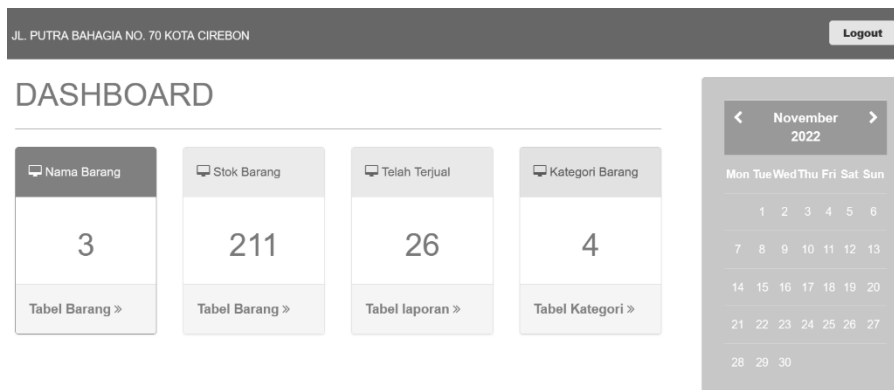 JL. PUTRA BAHAGIA NO. 70 KOTA CIREBON
Logout
DASHBOARD
Nama Barang
3
Tabel Barang »
Stok Barang
211
Tabel Barang »
Telah Terjual
26
Tabel laporan »
Kategori Barang
4
Tabel Kategori »
November
2022
Mon Tue Wed Thu Fri Sat Sun
1 2 3 4 5 6
7 8 9 10 11 12 13
14 15 16 17 18 19 20
21 22 23 24 25 26 27
28 29 30